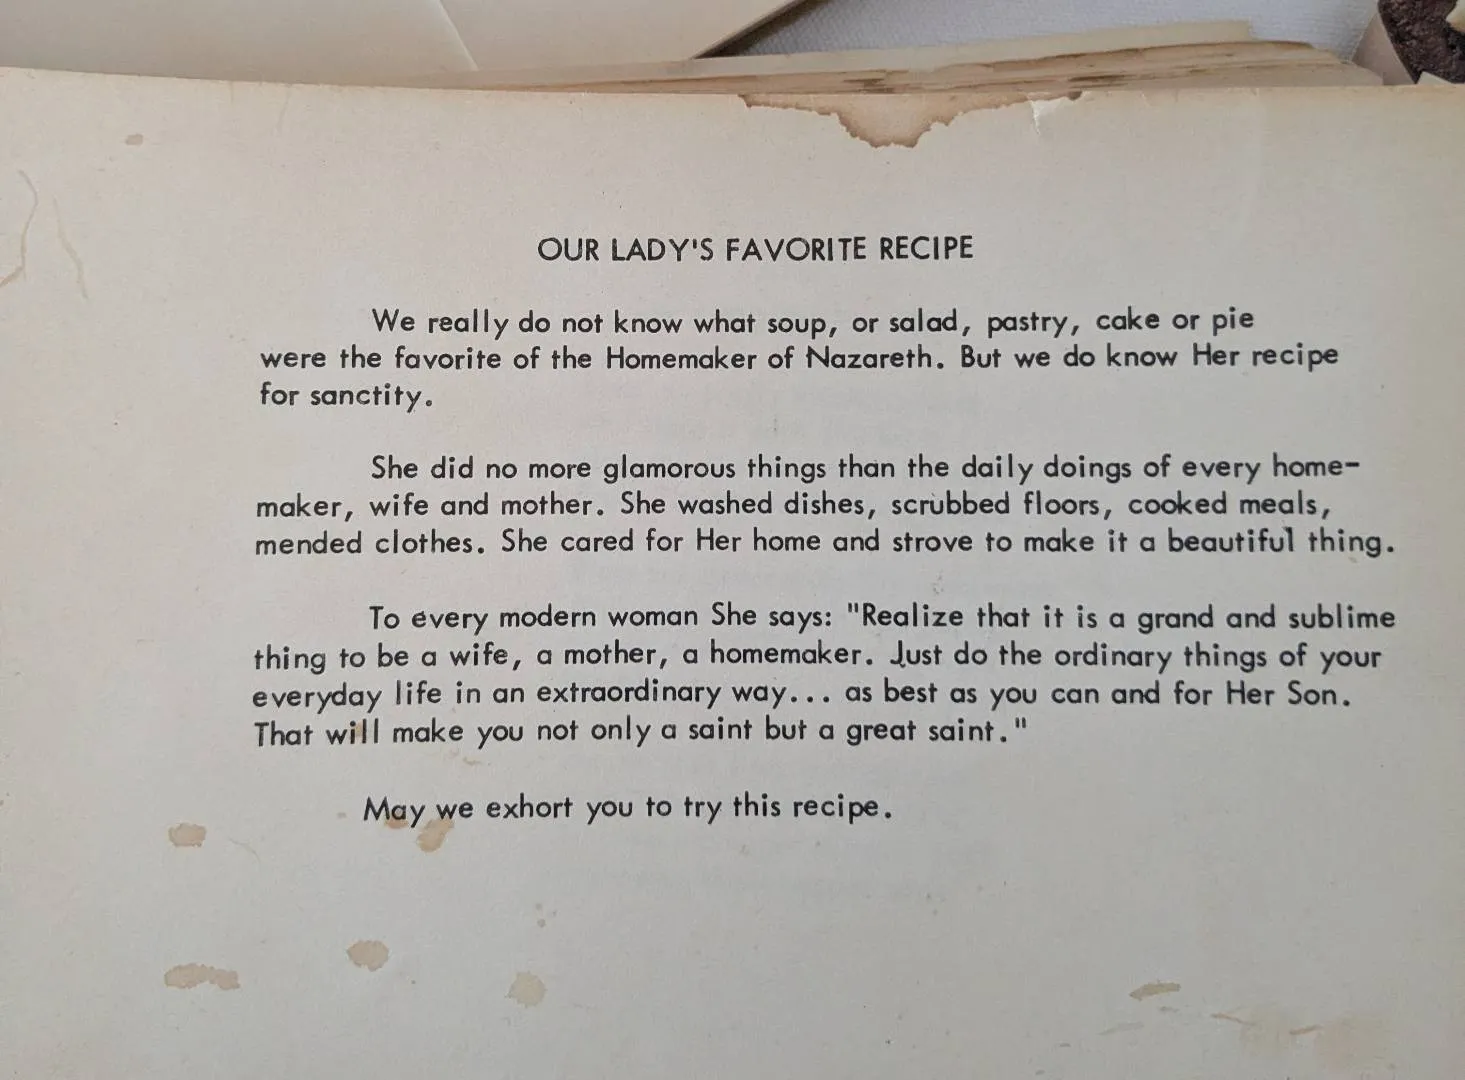 OUR LADY'S FAVORITE RECIPE
We really do not know what soup, or salad, pastry, cake or pie
were the favorite of the Homemaker of Nazareth. But we do know Her recipe
for sanctity.
She did no more glamorous things than the daily doings of every home-
maker, wife and mother. She washed dishes, scrubbed floors, cooked meals,
mended clothes. She cared for Her home and strove to make it a beautiful thing.
To every modern woman She says: "Realize that it is a grand and sublime
thing to be a wife, a mother, a homemaker. Just do the ordinary things of your
everyday life in an extraordinary way... as best as you can and for Her Son.
That will make you not only a saint but a great saint."
May we exhort you to try this recipe.